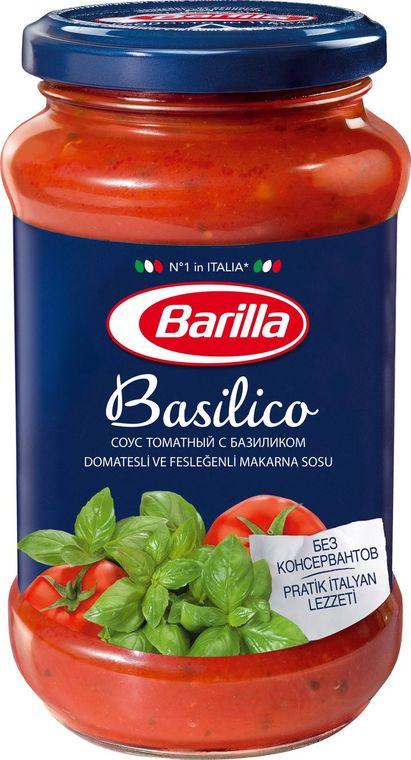 N°1 in ITALIA*
Barilla
Basilico
СОУС ТОМАТНЫЙ С БАЗИЛИКОМ
DOMATESLİ VE FESLEĞENLİ MAKARNA SOSU
БЕЗ
КОНСЕРВАНТОВ
PRATİK İTALYAN
LEZZETİ